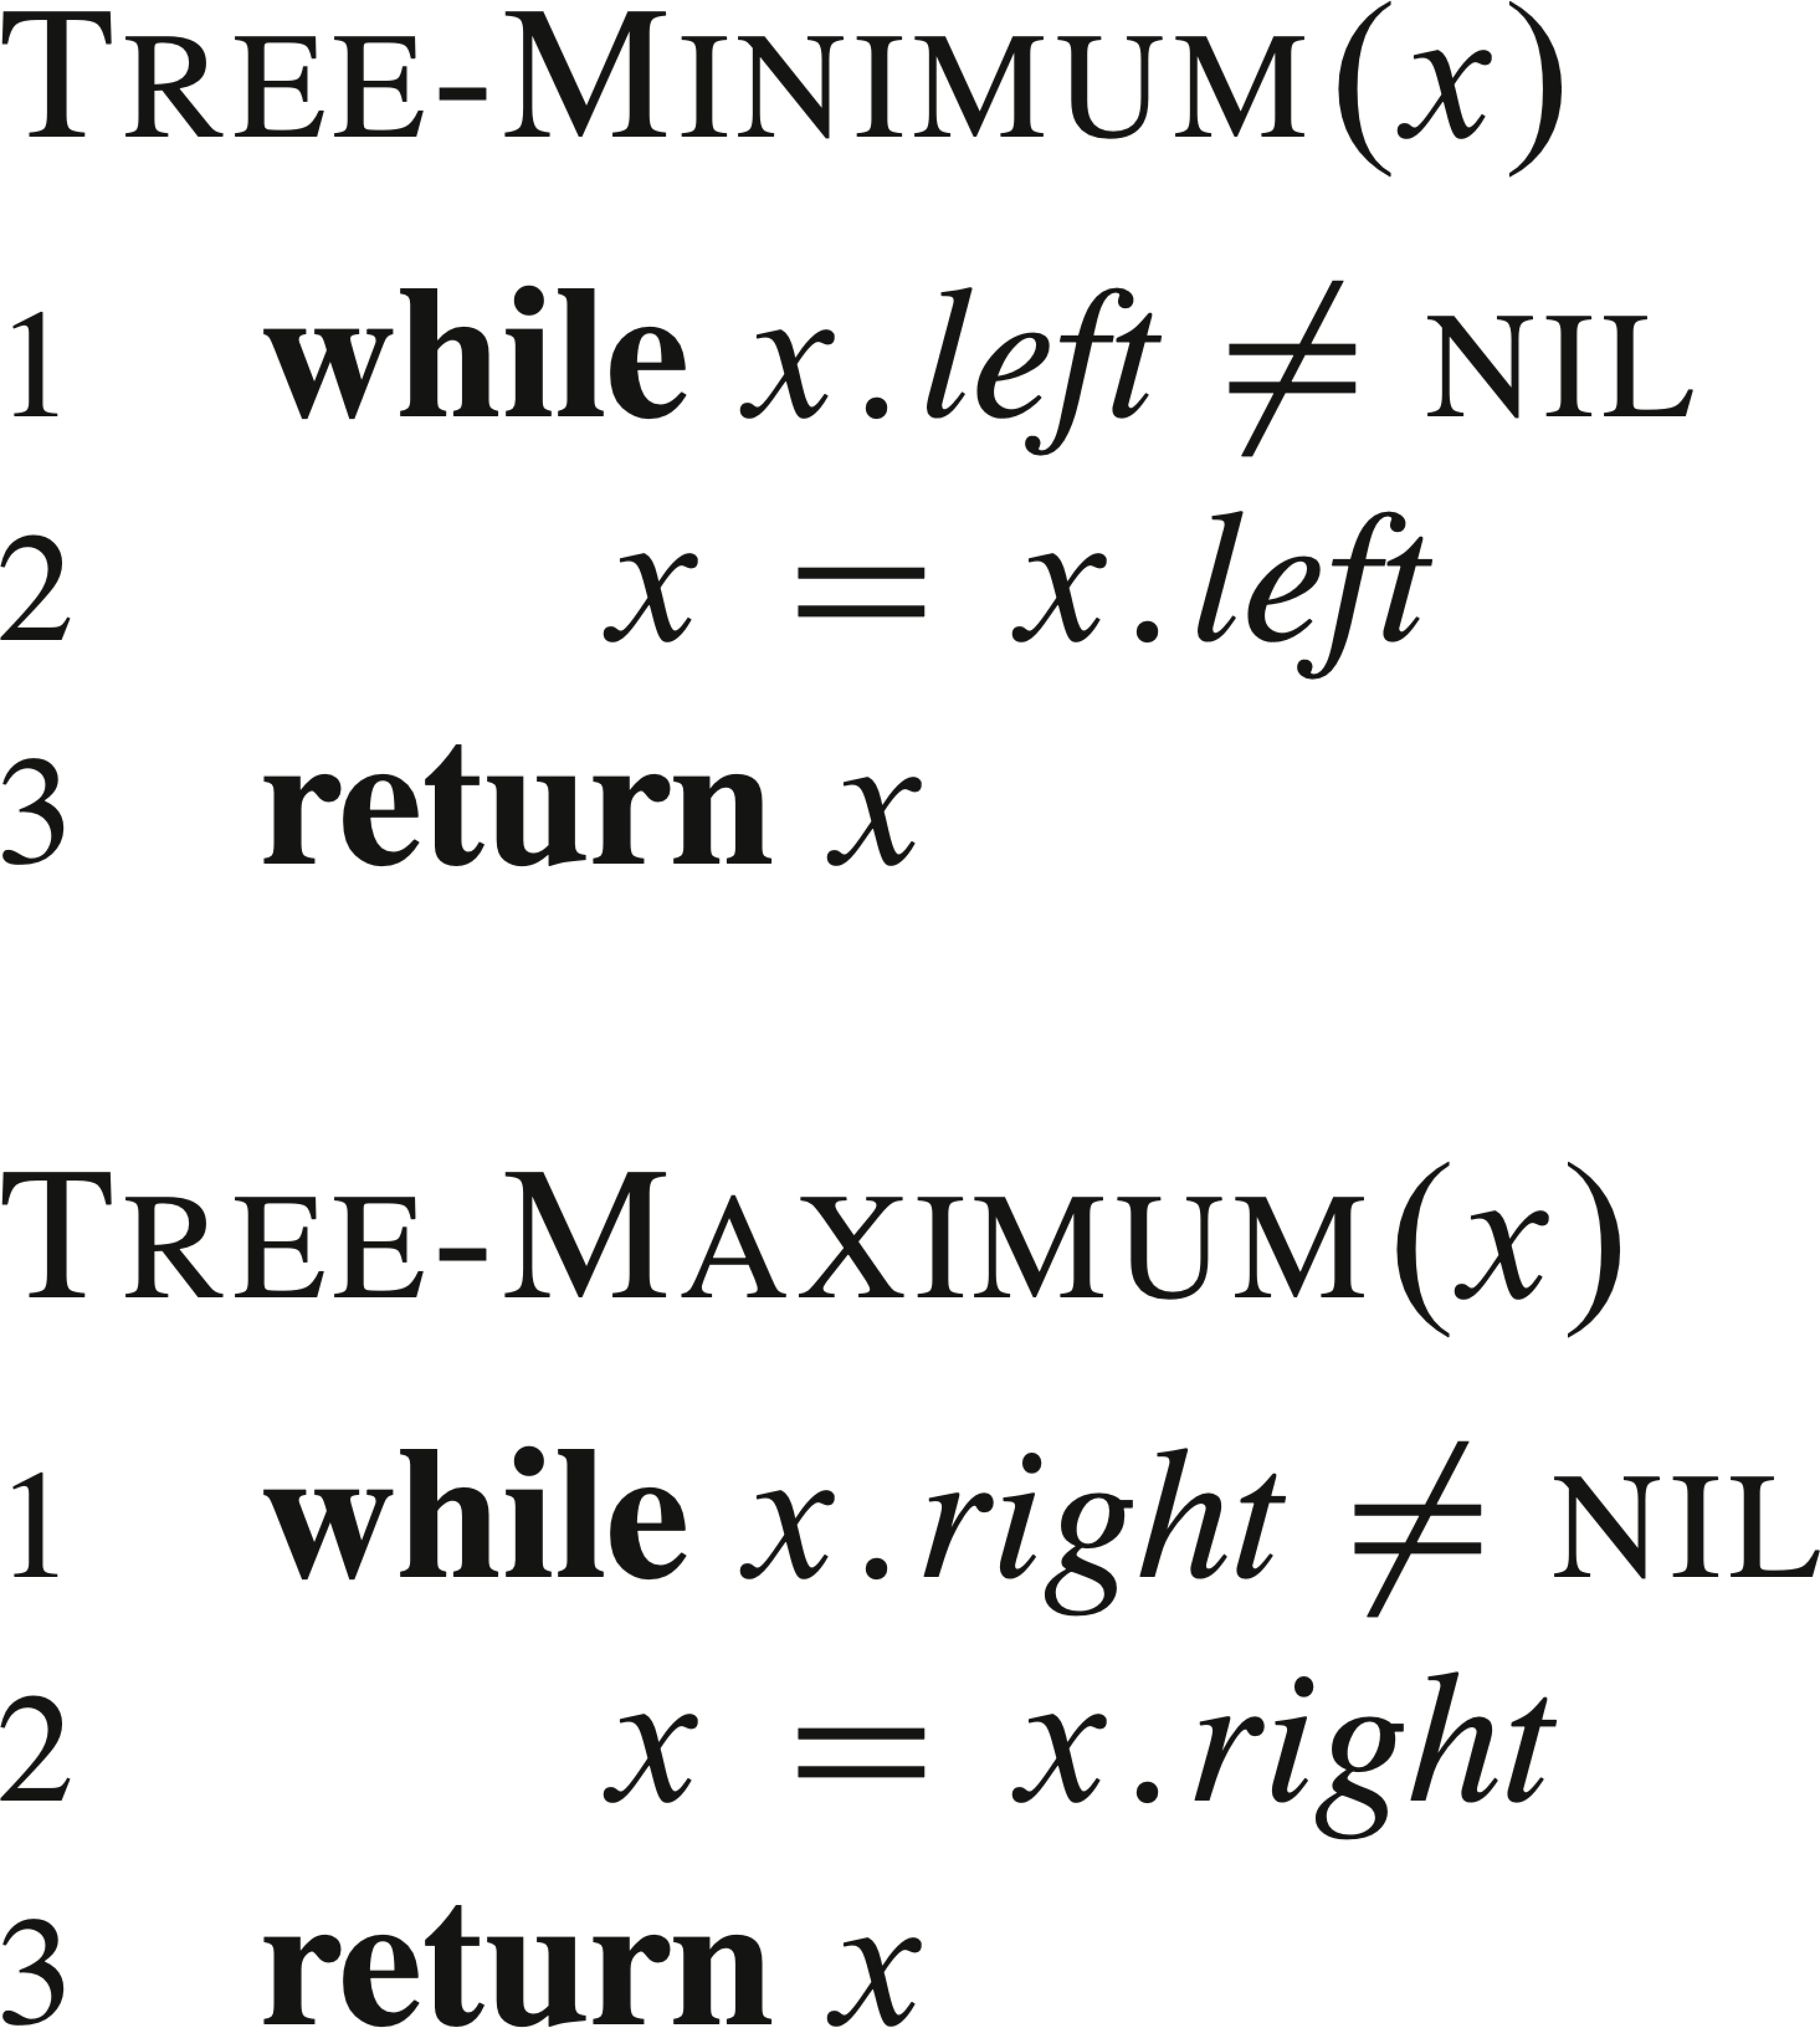 TREE-MINIMUM(x)
1 while x.left ≠ NIL
2 x = x.left
3 return x
TREE-MAXIMUM(x)
1 while x.right ≠ NIL
2 x = x.right
3 return x